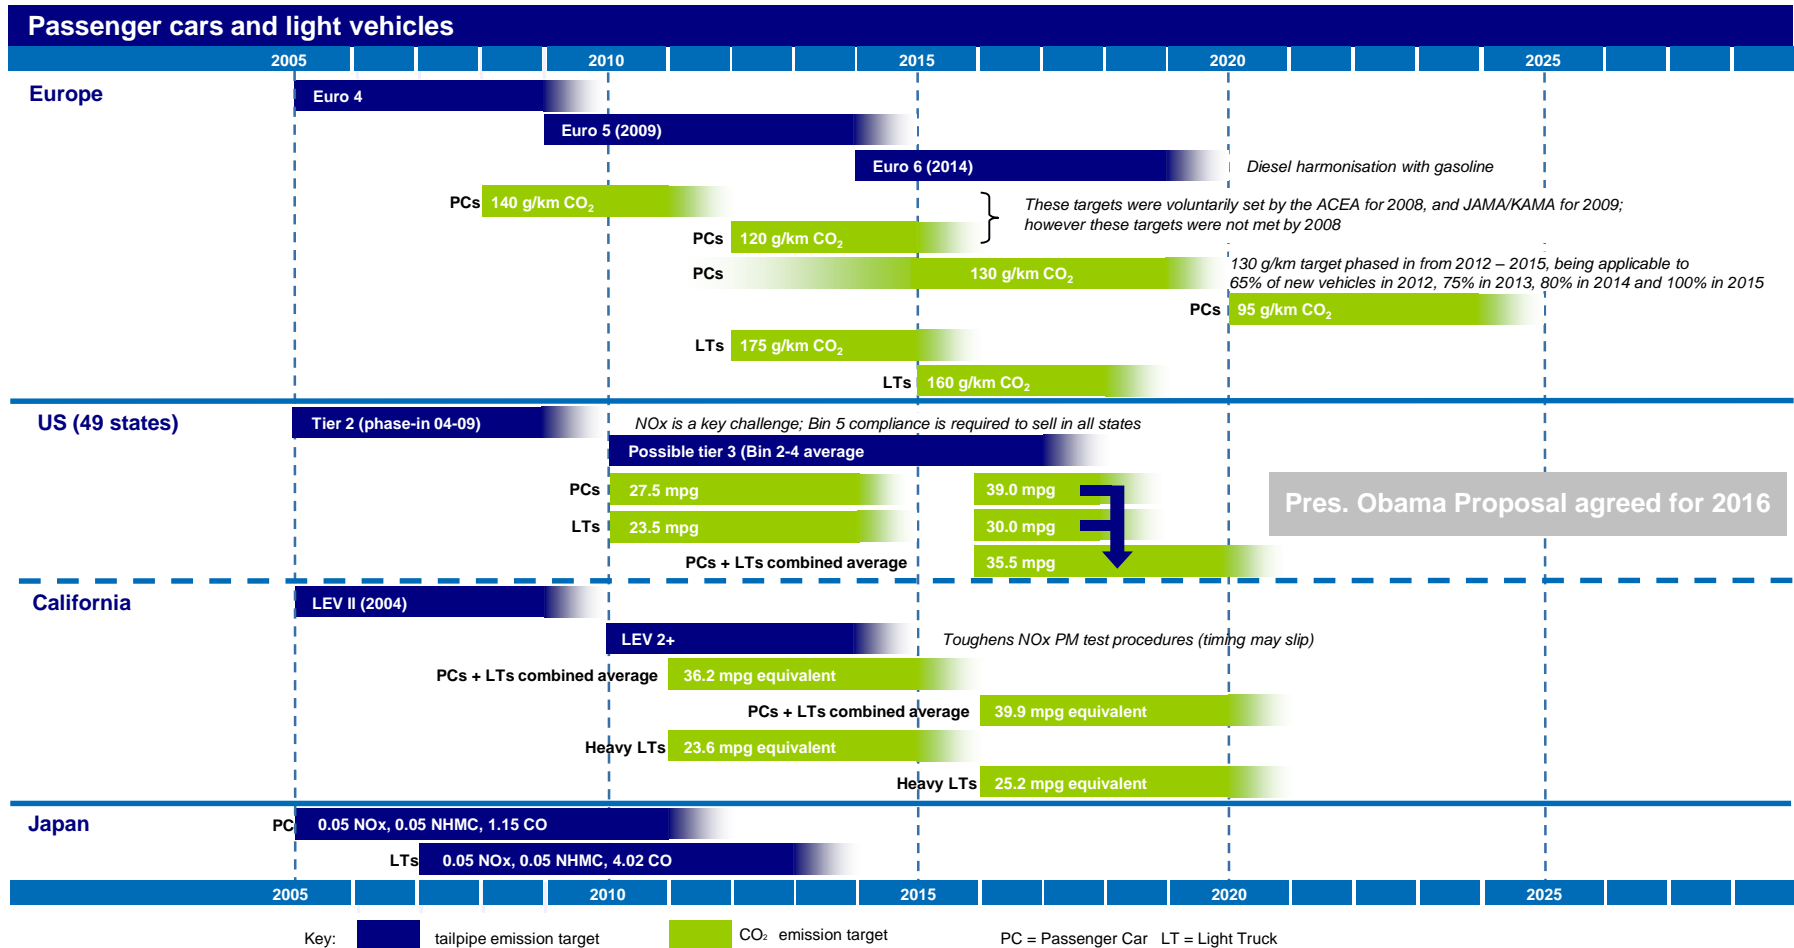 Passenger cars and light vehicles
2005 2010 2015 2020 2025
Europe
Euro 4
Euro 5 (2009)
Euro 6 (2014) Diesel harmonisation with gasoline
PCs 140 g/km CO₂
These targets were voluntarily set by the ACEA for 2008, and JAMA/KAMA for 2009;
however these targets were not met by 2008
PCs 120 g/km CO₂
PCs 130 g/km CO₂
130 g/km target phased in from 2012 – 2015, being applicable to
65% of new vehicles in 2012, 75% in 2013, 80% in 2014 and 100% in 2015
PCs 95 g/km CO₂
LTs 175 g/km CO₂
LTs 160 g/km CO₂
US (49 states)
Tier 2 (phase-in 04-09) NOx is a key challenge; Bin 5 compliance is required to sell in all states
Possible tier 3 (Bin 2-4 average
PCs 27.5 mpg 39.0 mpg
Pres. Obama Proposal agreed for 2016
LTs 23.5 mpg 30.0 mpg
PCs + LTs combined average 35.5 mpg
California
LEV II (2004)
LEV 2+ Toughens NOx PM test procedures (timing may slip)
PCs + LTs combined average 36.2 mpg equivalent
PCs + LTs combined average 39.9 mpg equivalent
Heavy LTs 23.6 mpg equivalent
Heavy LTs 25.2 mpg equivalent
Japan
PC 0.05 NOx, 0.05 NHMC, 1.15 CO
LTs 0.05 NOx, 0.05 NHMC, 4.02 CO
2005 2010 2015 2020 2025
Key: tailpipe emission target CO₂ emission target PC = Passenger Car LT = Light Truck